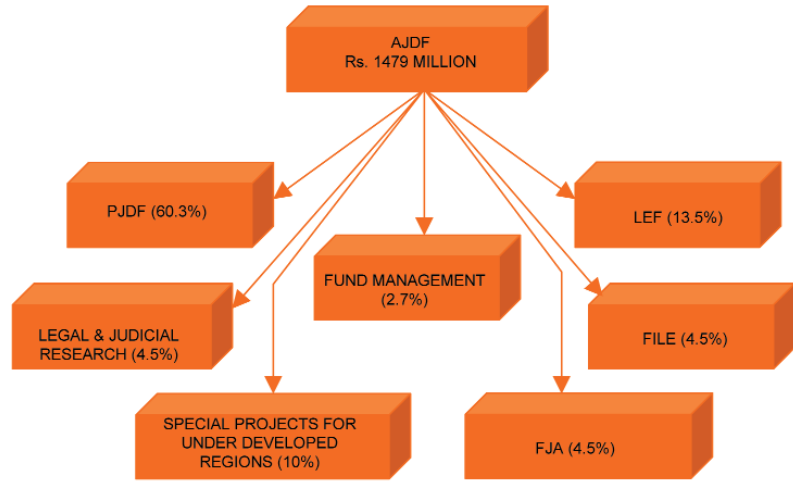 AJDF
Rs. 1479 MILLION
PJDF (60.3%)
LEF (13.5%)
FUND MANAGEMENT
(2.7%)
LEGAL & JUDICIAL
RESEARCH (4.5%)
FILE (4.5%)
SPECIAL PROJECTS FOR
UNDER DEVELOPED
REGIONS (10%)
FJA (4.5%)